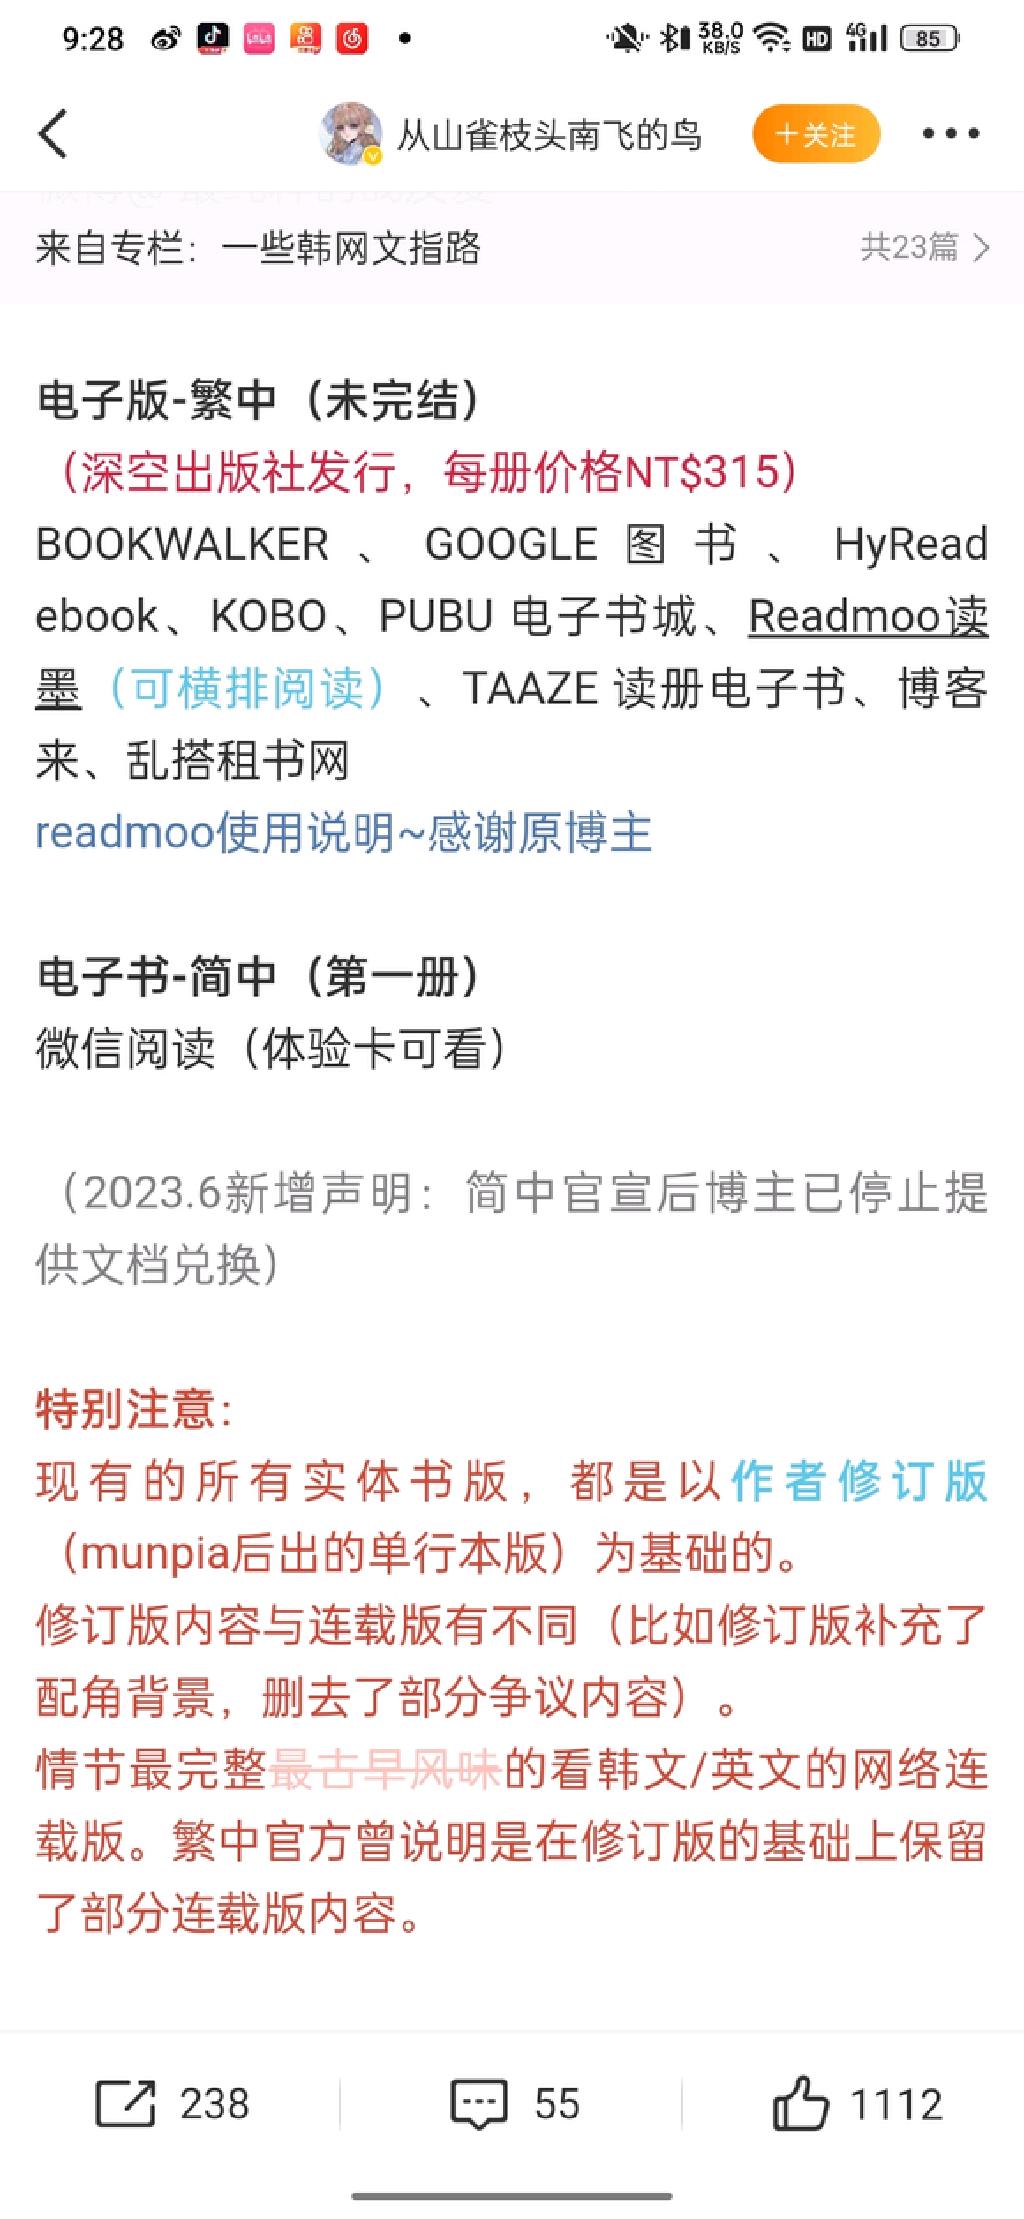 9:28
38.0
KB/S
HD
4G
85
从山雀枝头南飞的鸟
+关注
来自专栏：一些韩网文指路
共23篇
电子版-繁中（未完结）
（深空出版社发行，每册价格NT$315）
BOOKWALKER、GOOGLE图书、HyRead
ebook、KOBO、PUBU 电子书城、Readmoo读
墨（可横排阅读）、TAAZE 读册电子书、博客
来、乱搭租书网
readmoo使用说明~感谢原博主
电子书-简中（第一册）
微信阅读（体验卡可看）
（2023.6新增声明：简中官宣后博主已停止提
供文档兑换）
特别注意：
现有的所有实体书版，都是以作者修订版
（munpia后出的单行本版）为基础的。
修订版内容与连载版有不同（比如修订版补充了
配角背景，删去了部分争议内容）。
情节最完整最古早风味的看韩文/英文的网络连
载版。繁中官方曾说明是在修订版的基础上保留
了部分连载版内容。
238
55
1112